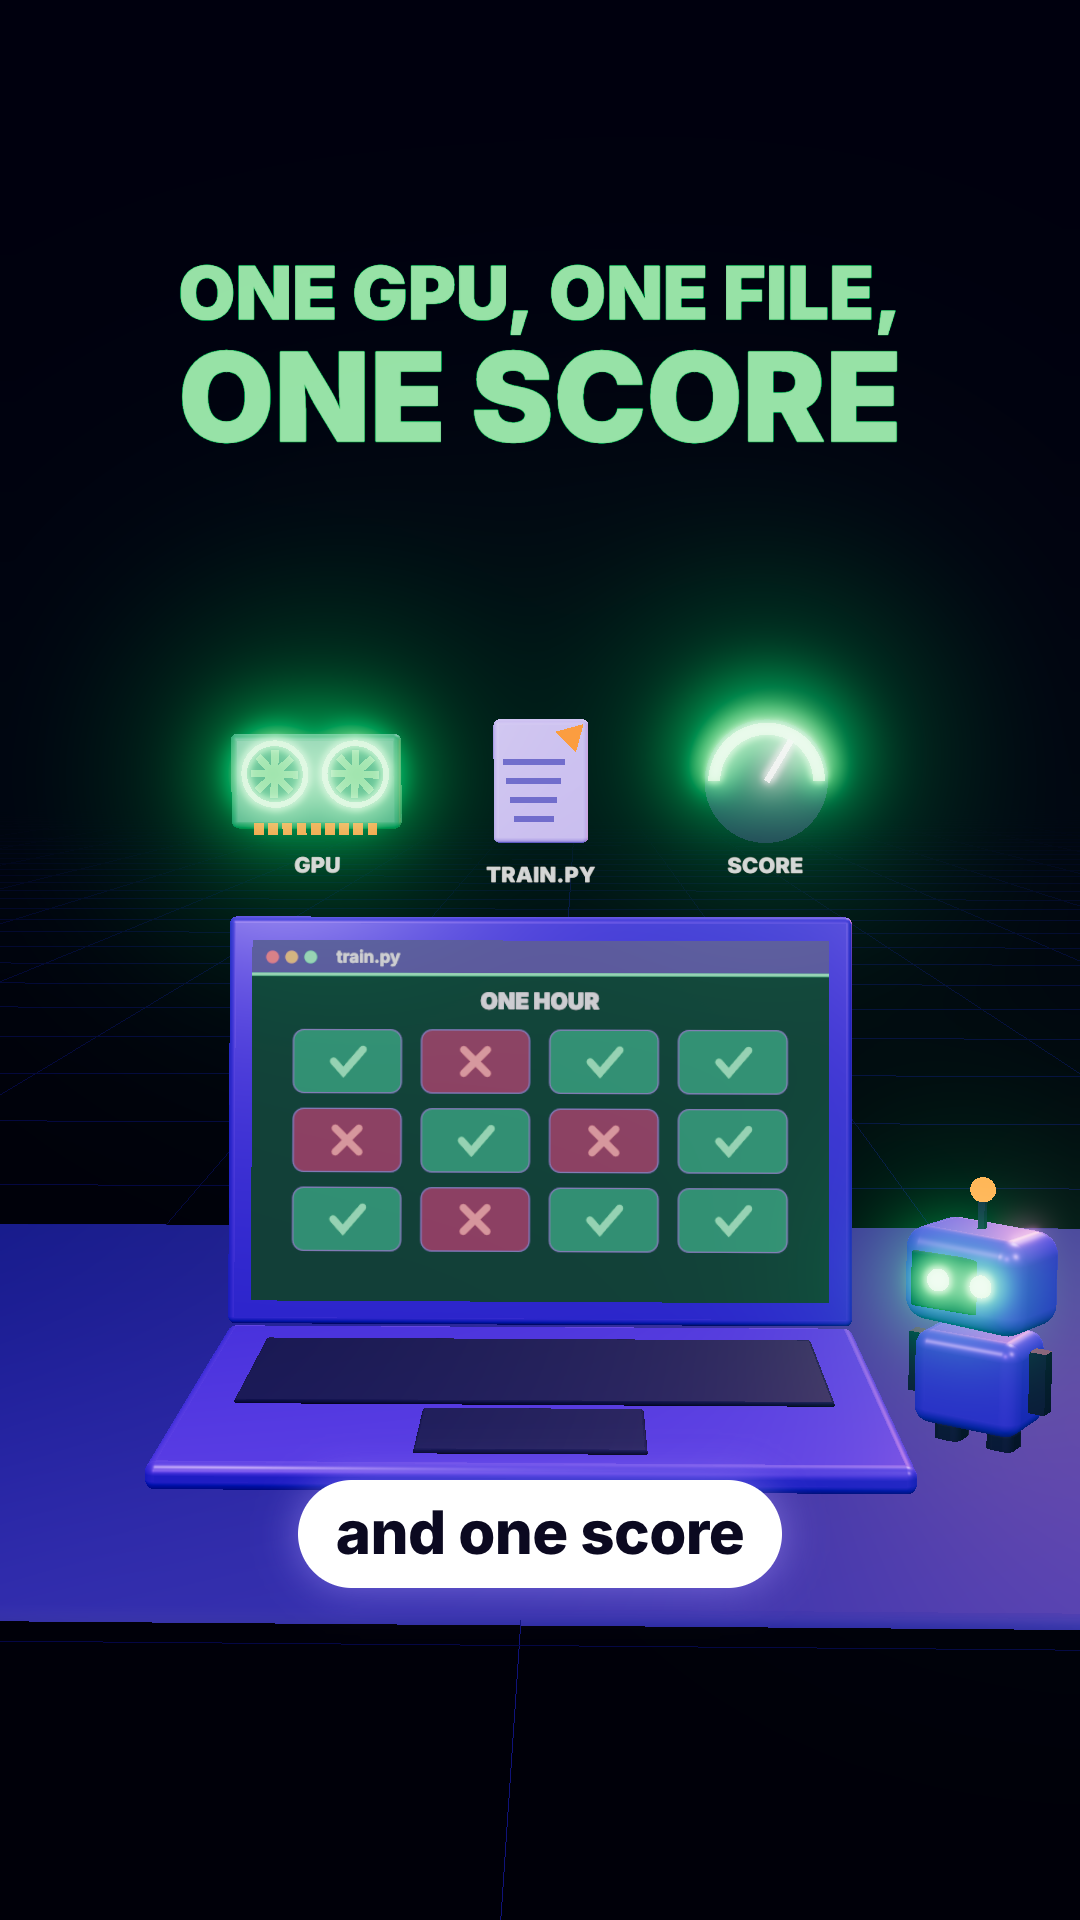 ONE GPU, ONE FILE,
ONE SCORE
GPU
TRAIN.PY
SCORE
train.py
ONE HOUR
and one score